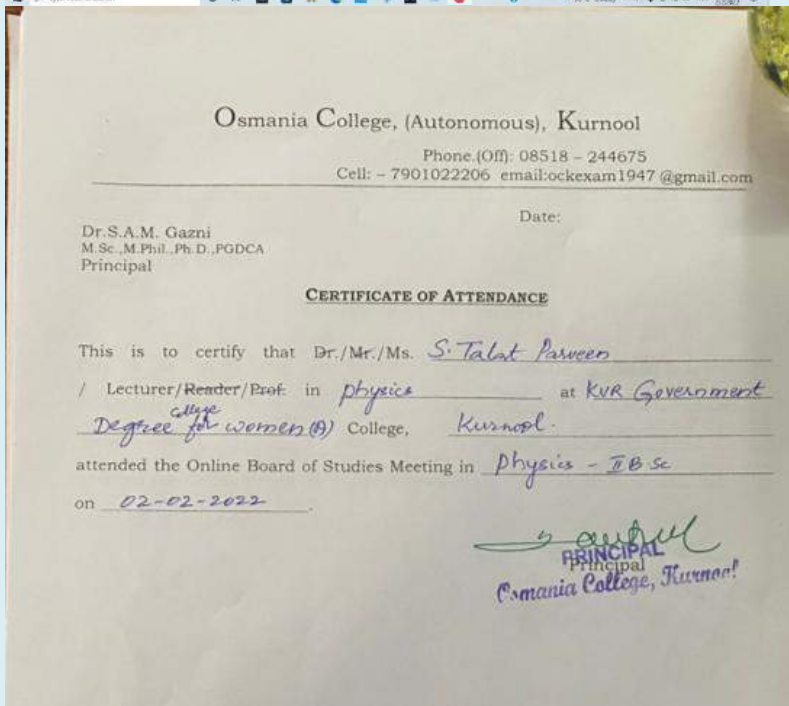 Osmania College, (Autonomous), Kurnool
Phone.(Off): 08518 – 244675
Cell: – 7901022206 email:ockexam1947 @gmail.com
Date:
Dr.S.A.M. Gazni
M.Sc.,M.Phil.,Ph.D.,PGDCA
Principal
CERTIFICATE OF ATTENDANCE
This is to certify that Dr./Mr./Ms. S. Talat Parveen
/ Lecturer/Reader/Prof. in physics at KVR Government
College
Degree for women (A) College, Kurnool.
attended the Online Board of Studies Meeting in Physics - II B.Sc
on 02-02-2022.
PRINCIPAL
Principal
Osmania College, Kurnool